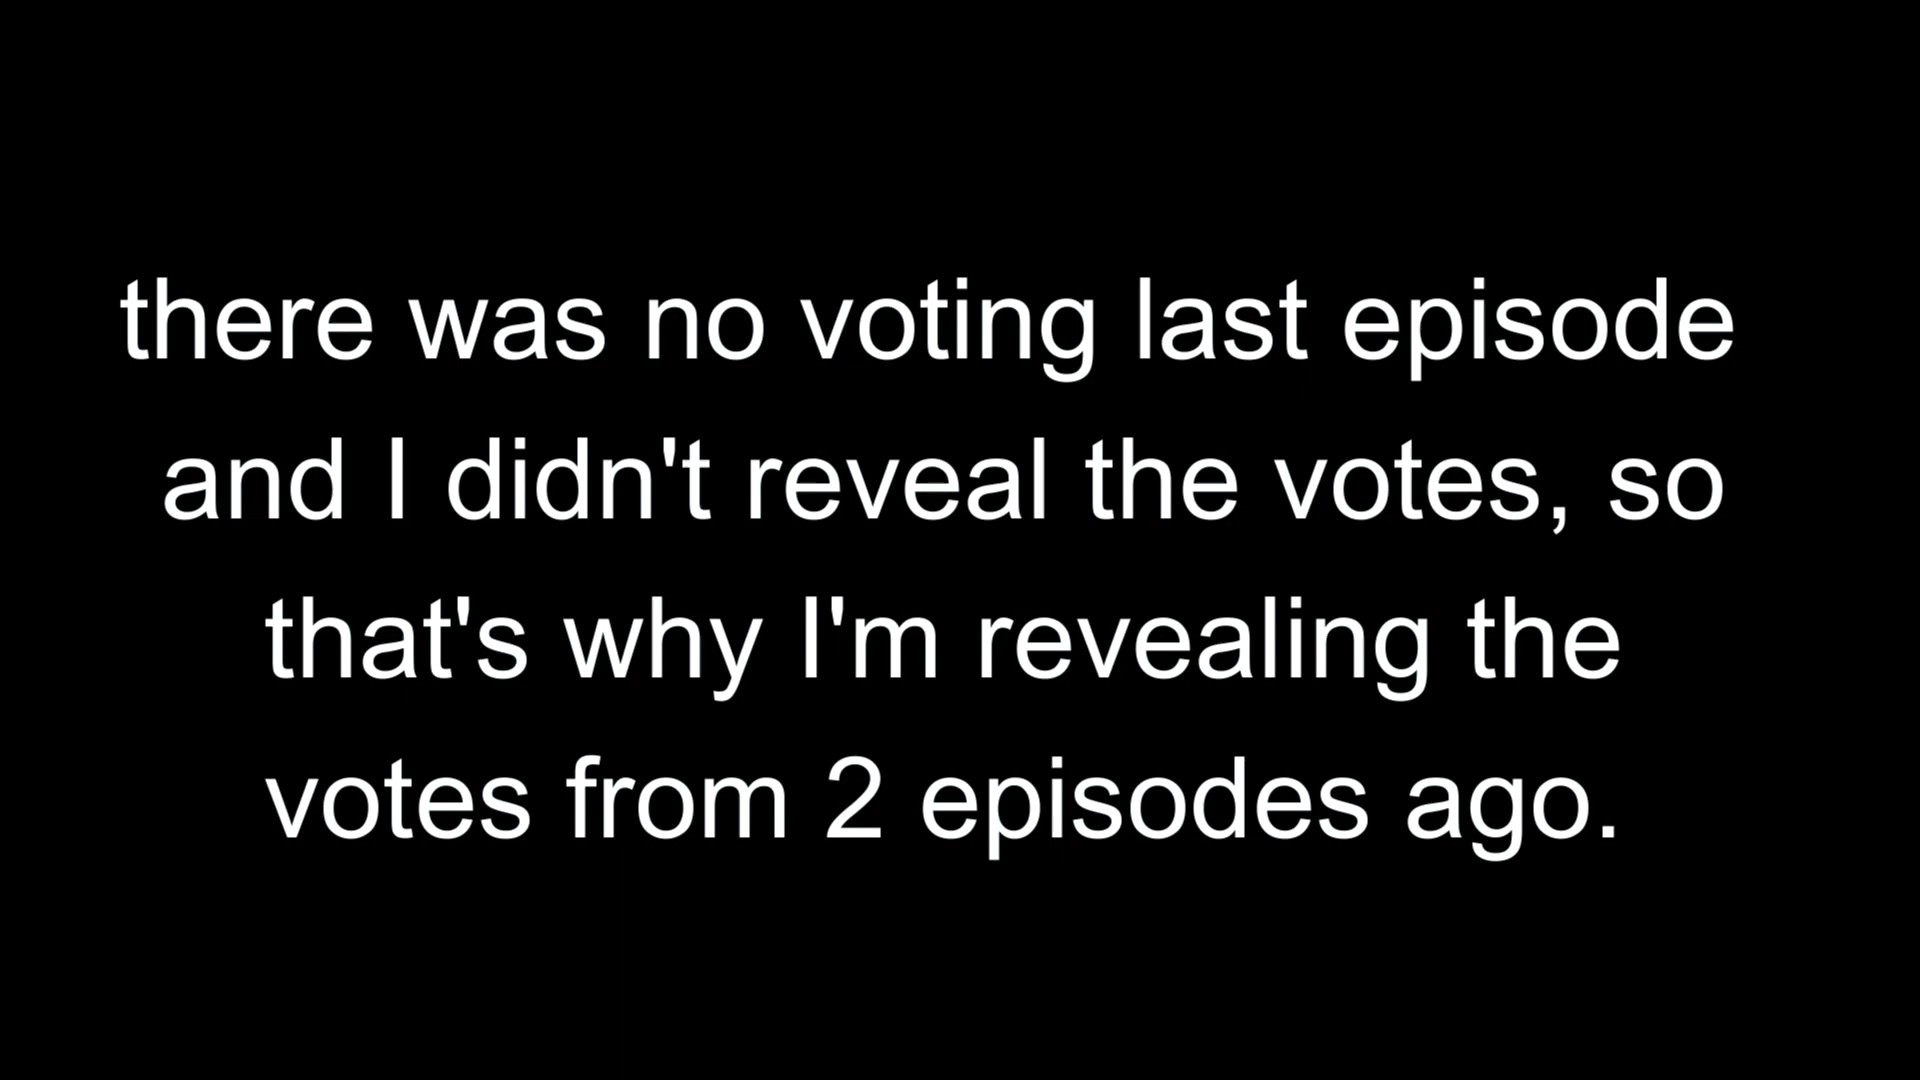 there was no voting last episode
and I didn't reveal the votes, so
that's why I'm revealing the
votes from 2 episodes ago.